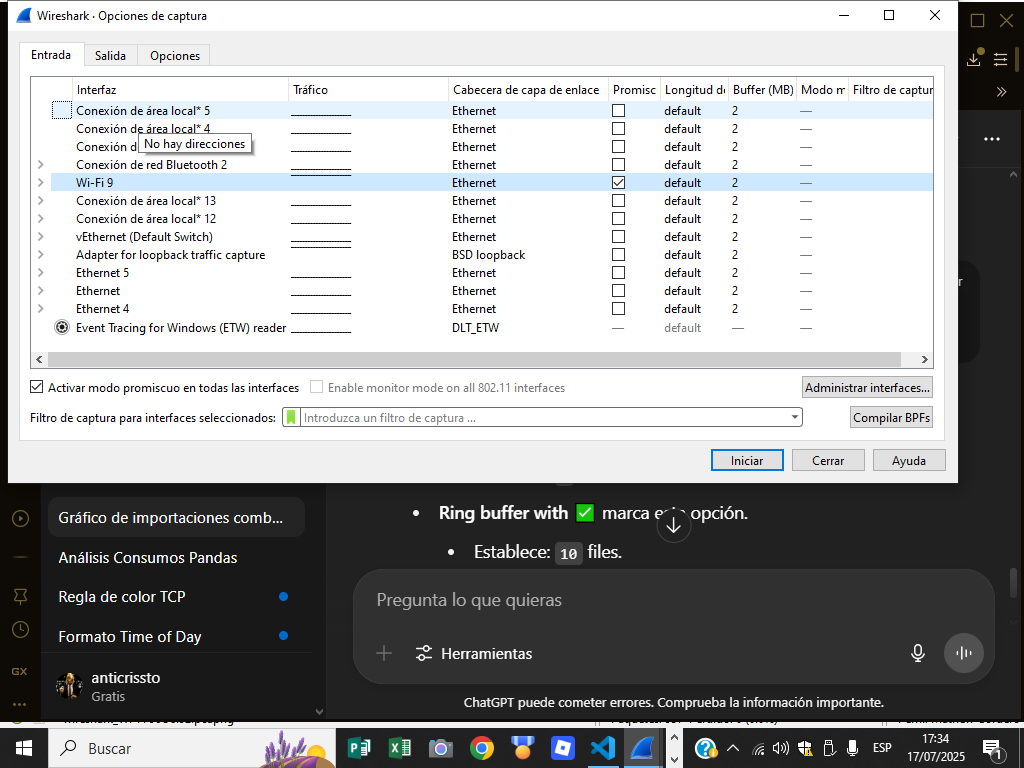 Wireshark · Opciones de captura
Entrada Salida Opciones
Interfaz Tráfico Cabecera de capa de enlace Promisc Longitud de Buffer (MB) Modo m Filtro de captur
Conexión de área local* 5 Ethernet default 2 —
Conexión de área local* 4 Ethernet default 2 —
No hay direcciones
Conexión d Ethernet default 2 —
Conexión de red Bluetooth 2 Ethernet default 2 —
Wi-Fi 9 Ethernet default 2 —
Conexión de área local* 13 Ethernet default 2 —
Conexión de área local* 12 Ethernet default 2 —
vEthernet (Default Switch) Ethernet default 2 —
Adapter for loopback traffic capture BSD loopback default 2 —
Ethernet 5 Ethernet default 2 —
Ethernet Ethernet default 2 —
Ethernet 4 Ethernet default 2 —
Event Tracing for Windows (ETW) reader DLT_ETW — default — —
Activar modo promiscuo en todas las interfaces Enable monitor mode on all 802.11 interfaces Administrar interfaces...
Filtro de captura para interfaces seleccionados: Introduzca un filtro de captura ... Compilar BPFs
Iniciar Cerrar Ayuda
r
Gráfico de importaciones comb...
Análisis Consumos Pandas
Regla de color TCP
Formato Time of Day
anticrissto
Gratis
GX
• Ring buffer with ✅ marca esta opción.
• Establece: 10 files.
Pregunta lo que quieras
Herramientas
ChatGPT puede cometer errores. Comprueba la información importante.
Buscar
ESP
17:34
17/07/2025
1